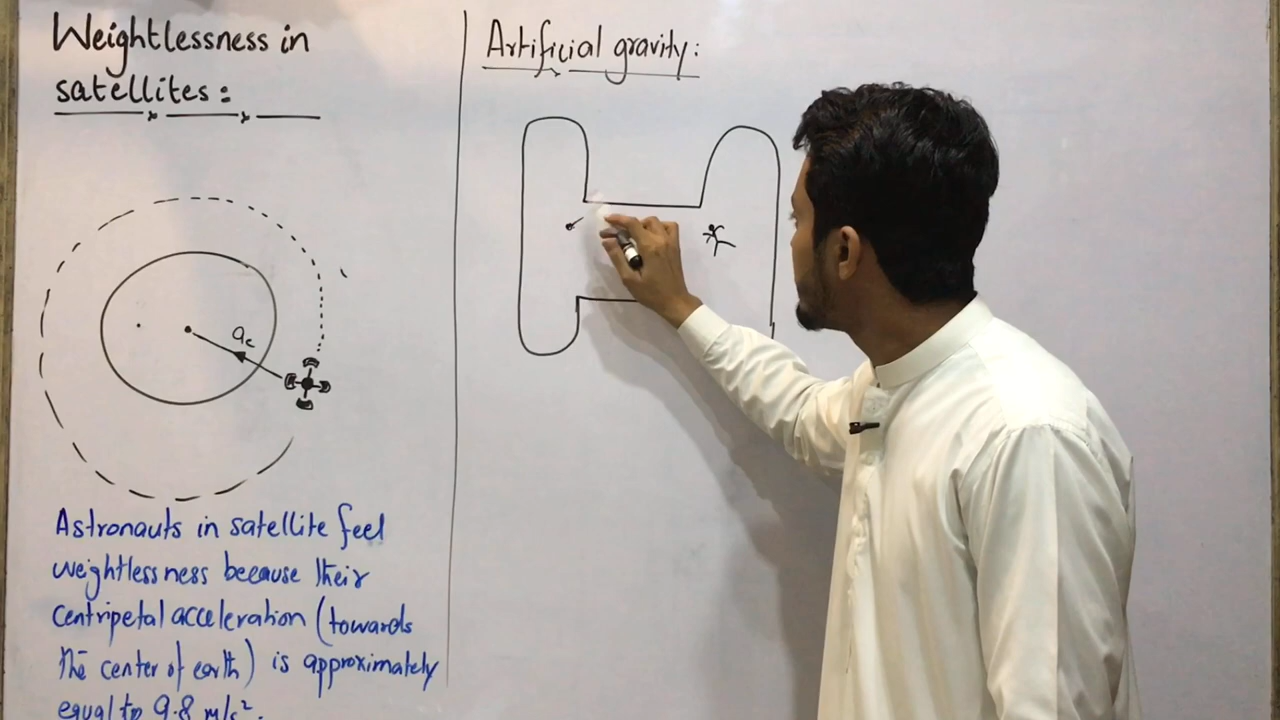 Weightlessness in
satellites:
Artificial gravity:
ac
Astronauts in satellite feel
weightlessness because their
centripetal acceleration (towards
the center of earth) is approximately
equal to 9.8 m/s².